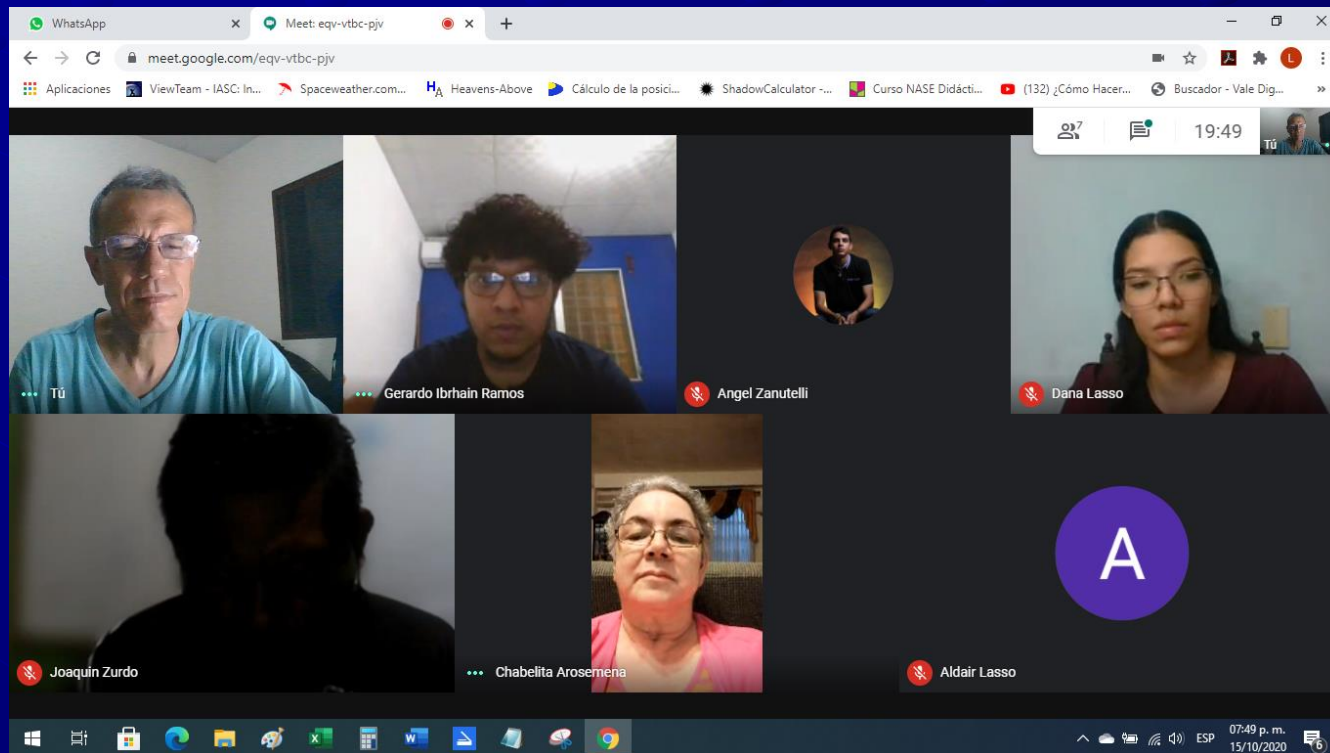 WhatsApp
Meet: eqv-vtbc-pjv
meet.google.com/eqv-vtbc-pjv
L
Aplicaciones
ViewTeam - IASC: In...
Spaceweather.com...
HA Heavens-Above
Cálculo de la posici...
ShadowCalculator -...
Curso NASE Didácti...
(132) ¿Cómo Hacer...
Buscador - Vale Dig...
»
7
19:49
Tú
Tú
Gerardo Ibrhain Ramos
Angel Zanutelli
Dana Lasso
Joaquin Zurdo
Chabelita Arosemena
A
Aldair Lasso
ESP
07:49 p. m.
15/10/2020
6